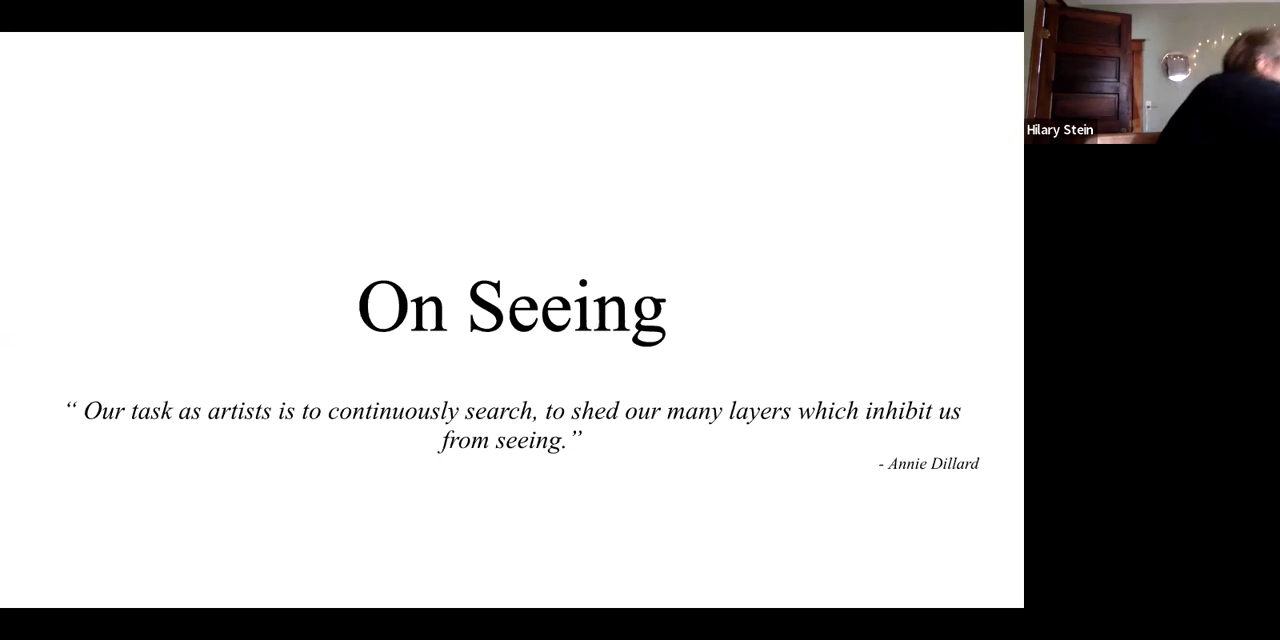 On Seeing
“ Our task as artists is to continuously search, to shed our many layers which inhibit us
from seeing.”
- Annie Dillard
Hilary Stein